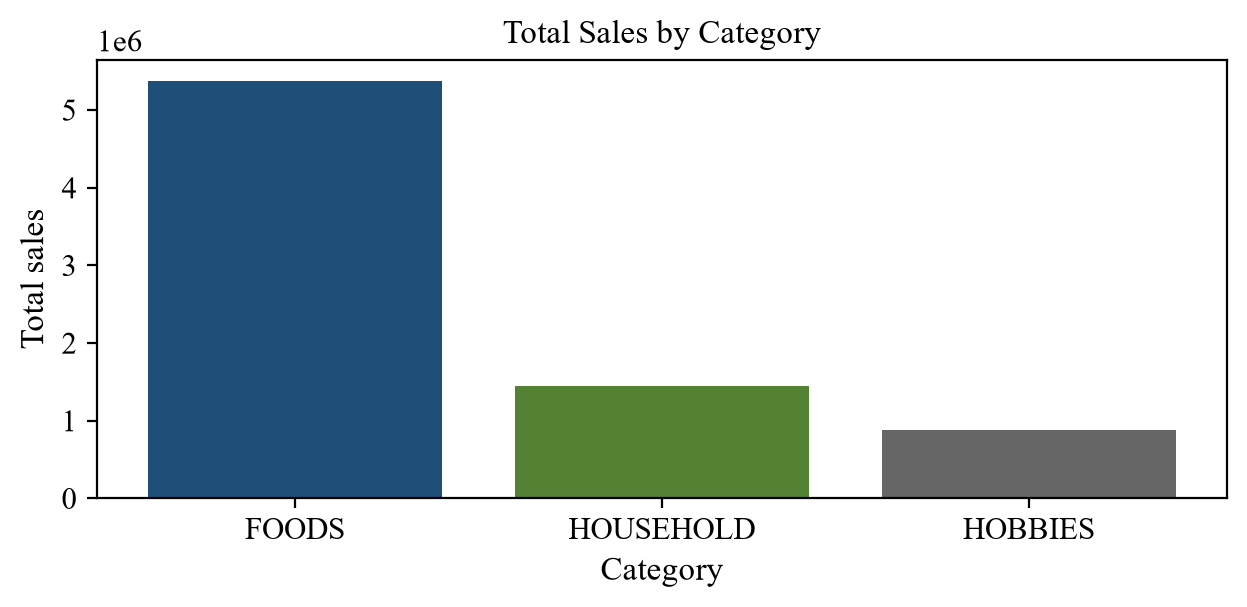 Total Sales by Category
1e6
5
4
3
2
1
0
Total sales
FOODS
HOUSEHOLD
HOBBIES
Category